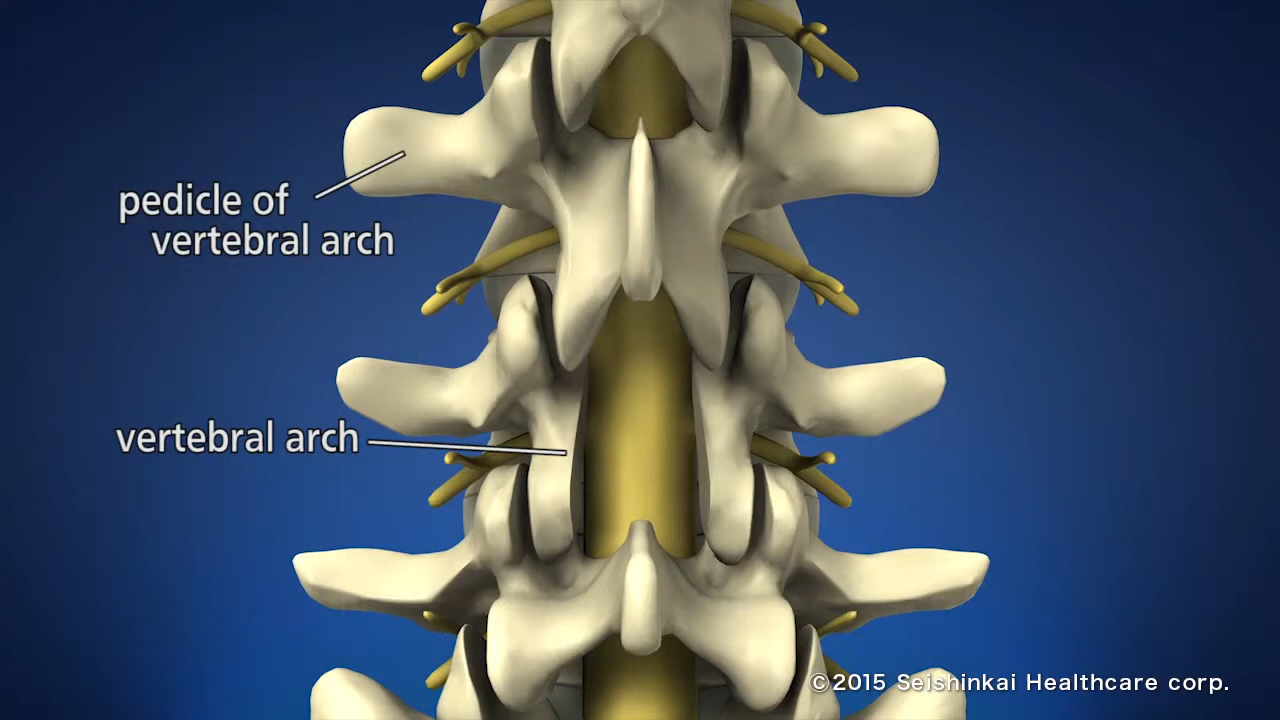 pedicle of
vertebral arch
vertebral arch
©2015 Seishinkai Healthcare corp.